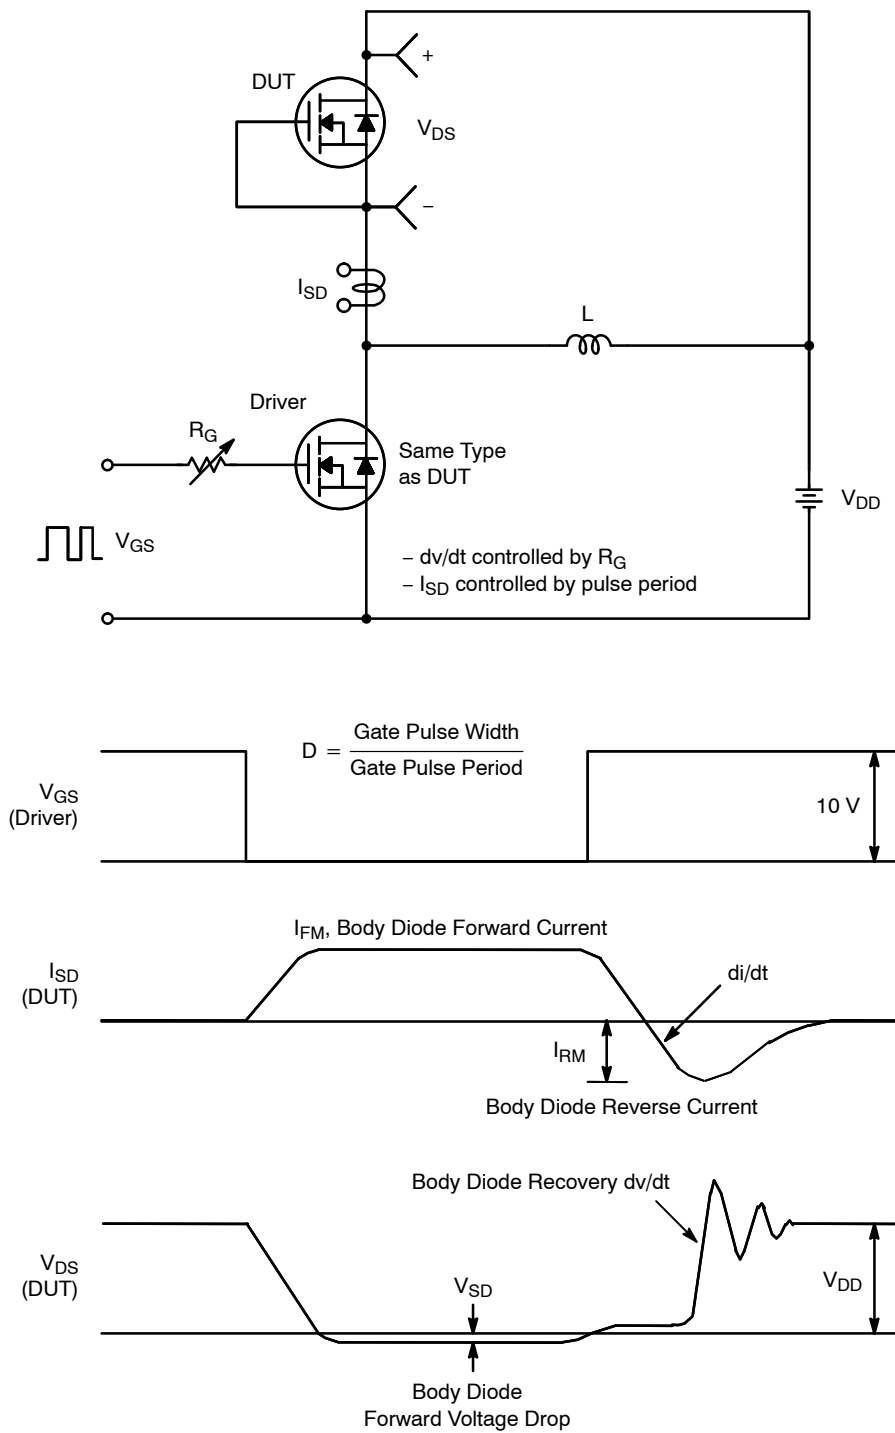 DUT
+
V_DS
−
I_SD
L
Driver
R_G
Same Type
as DUT
V_DD
V_GS
− dv/dt controlled by R_G
− I_SD controlled by pulse period
D = Gate Pulse Width
Gate Pulse Period
V_GS
(Driver)
10 V
I_FM, Body Diode Forward Current
I_SD
(DUT)
di/dt
I_RM
Body Diode Reverse Current
Body Diode Recovery dv/dt
V_DS
(DUT)
V_SD
V_DD
Body Diode
Forward Voltage Drop